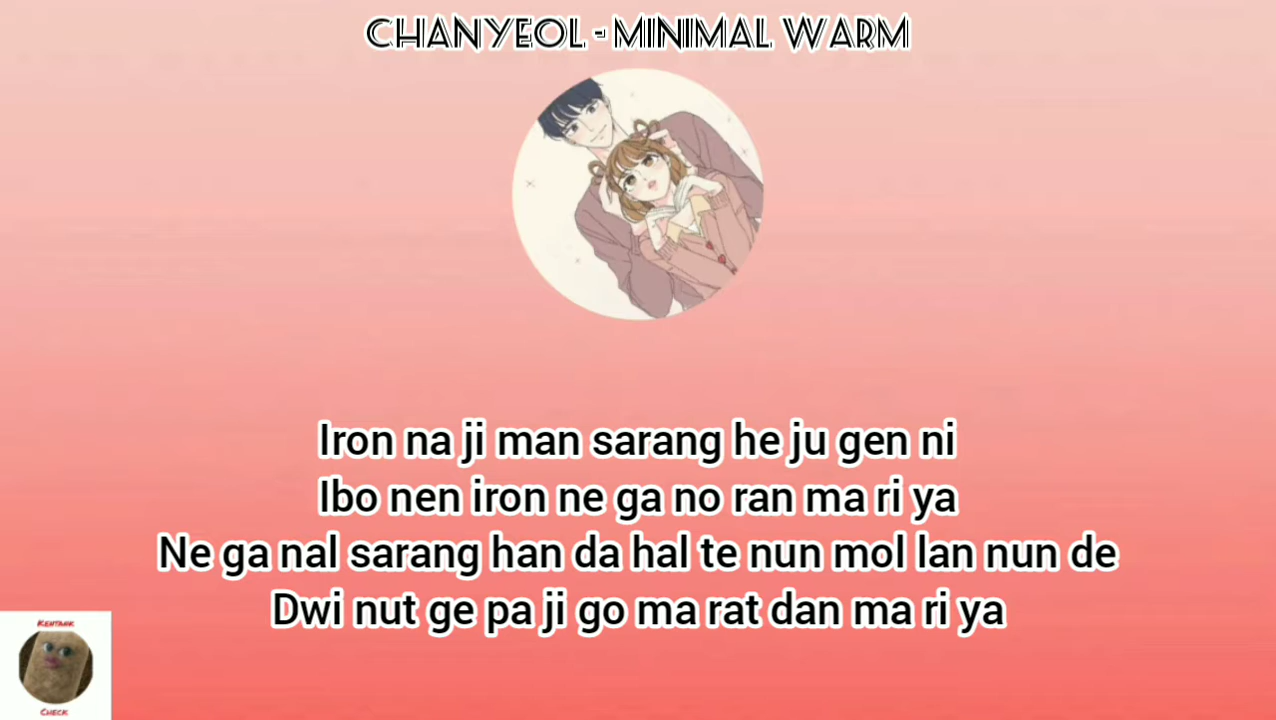 CHANYEOL - MINIMAL WARM
Iron na ji man sarang he ju gen ni
Ibo nen iron ne ga no ran ma ri ya
Ne ga nal sarang han da hal te nun mol lan nun de
Dwi nut ge pa ji go ma rat dan ma ri ya
Kentank
Check